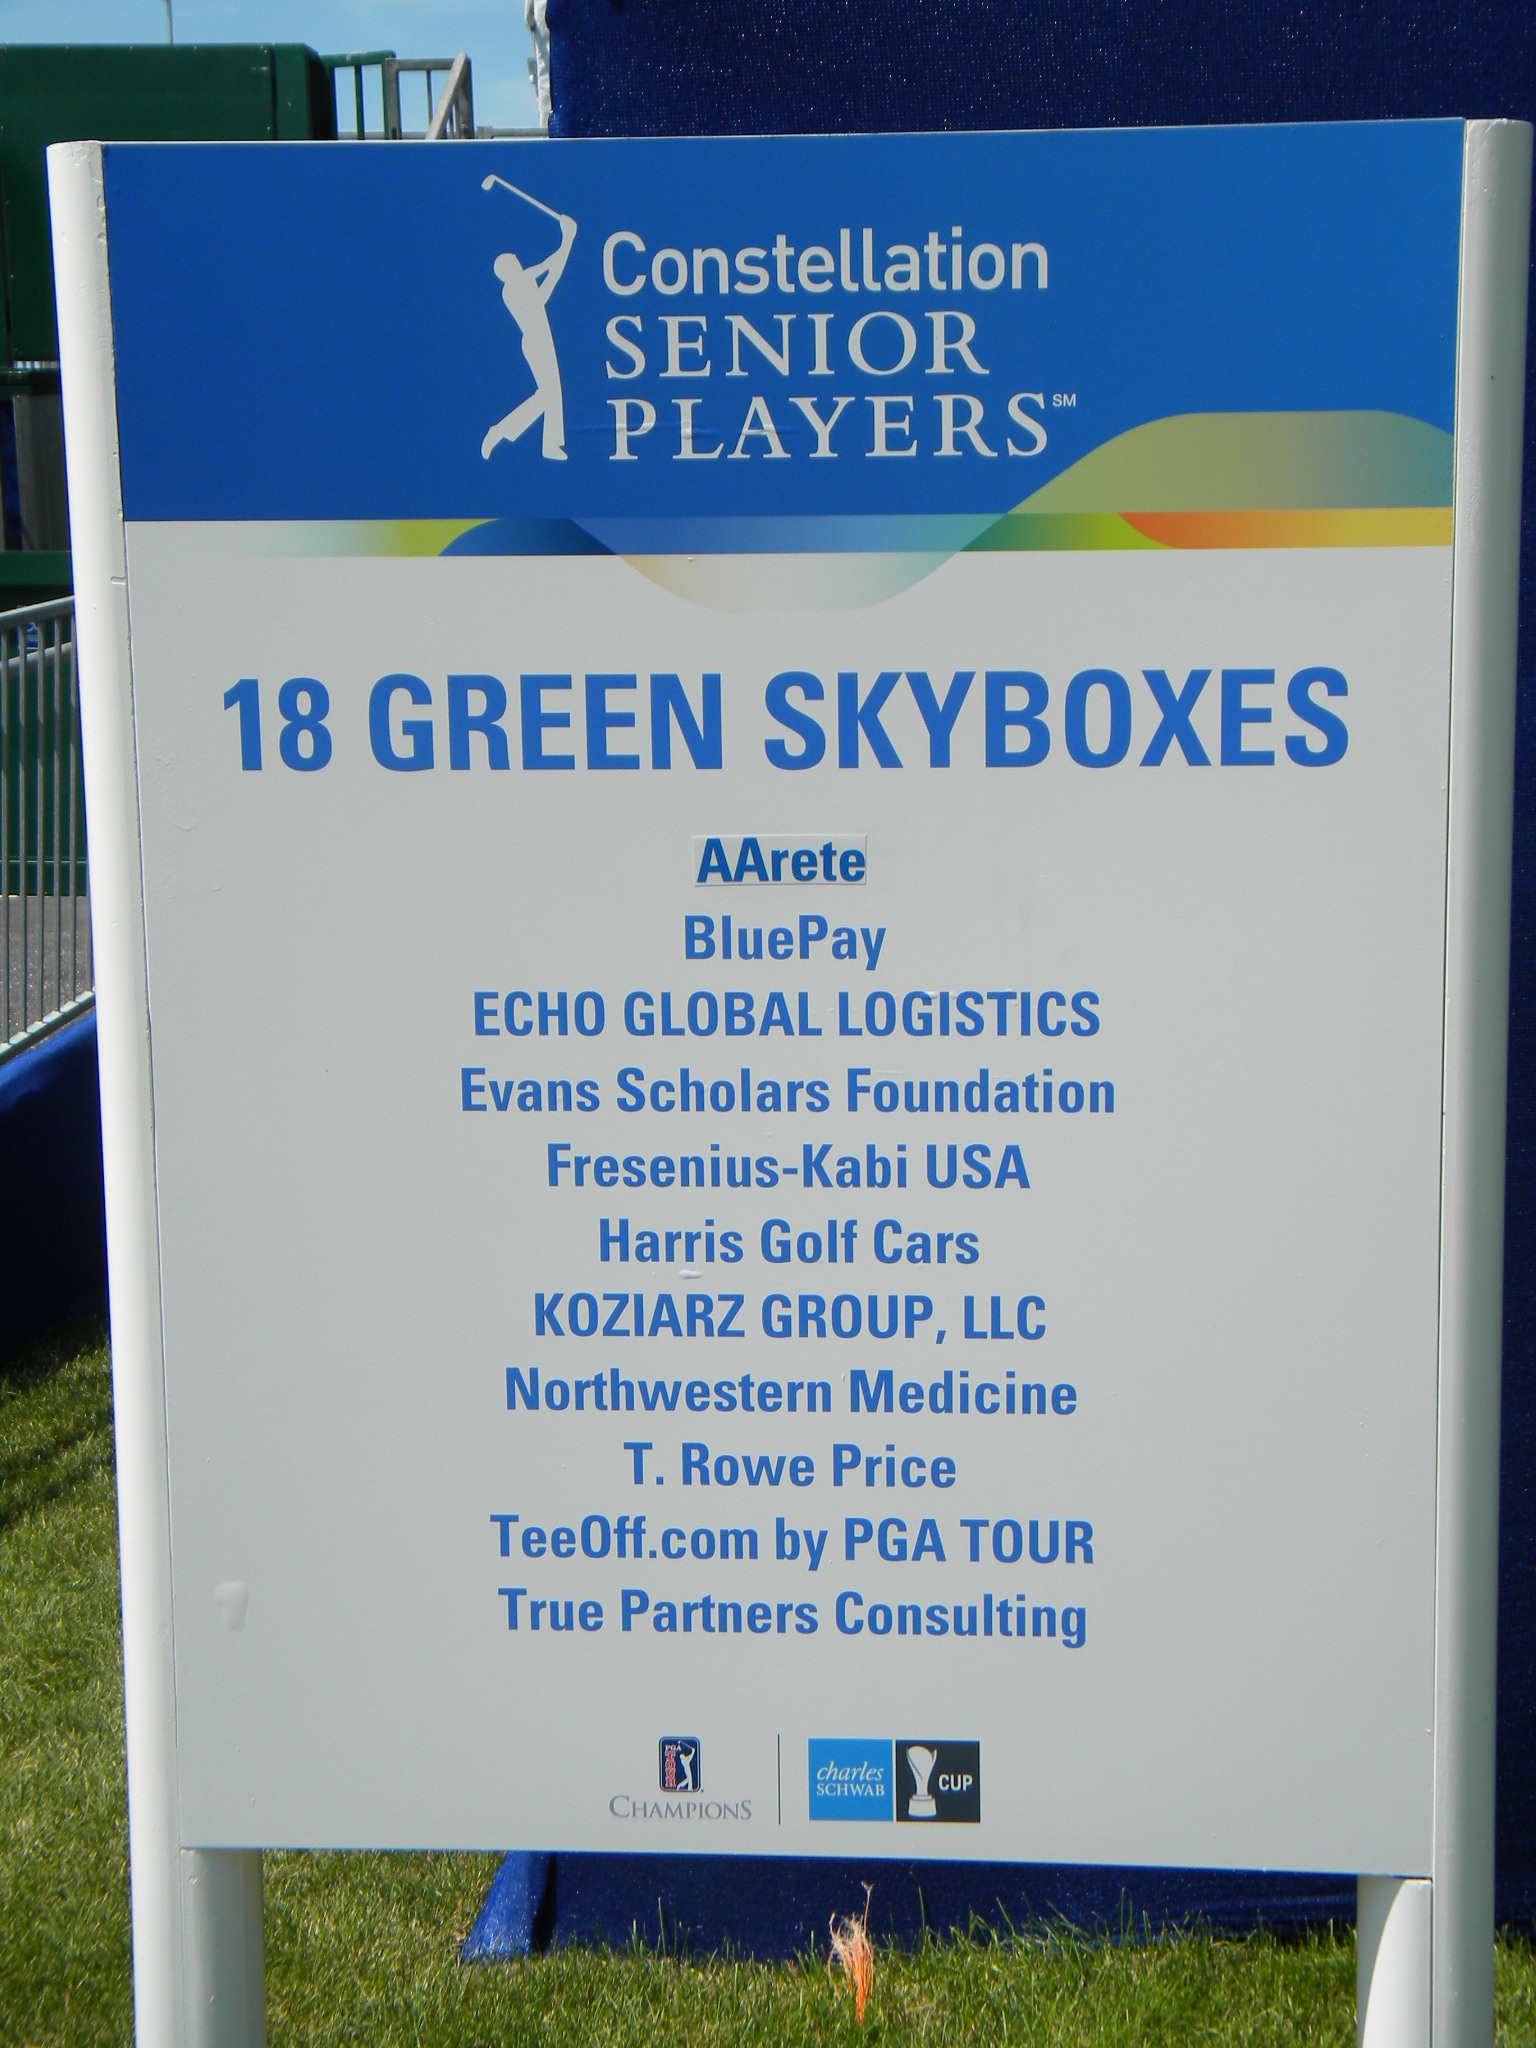 Constellation
SENIOR
PLAYERS℠
18 GREEN SKYBOXES
AArete
BluePay
ECHO GLOBAL LOGISTICS
Evans Scholars Foundation
Fresenius-Kabi USA
Harris Golf Cars
KOZIARZ GROUP, LLC
Northwestern Medicine
T. Rowe Price
TeeOff.com by PGA TOUR
True Partners Consulting
PGA
TOUR
CHAMPIONS
charles
SCHWAB
CUP